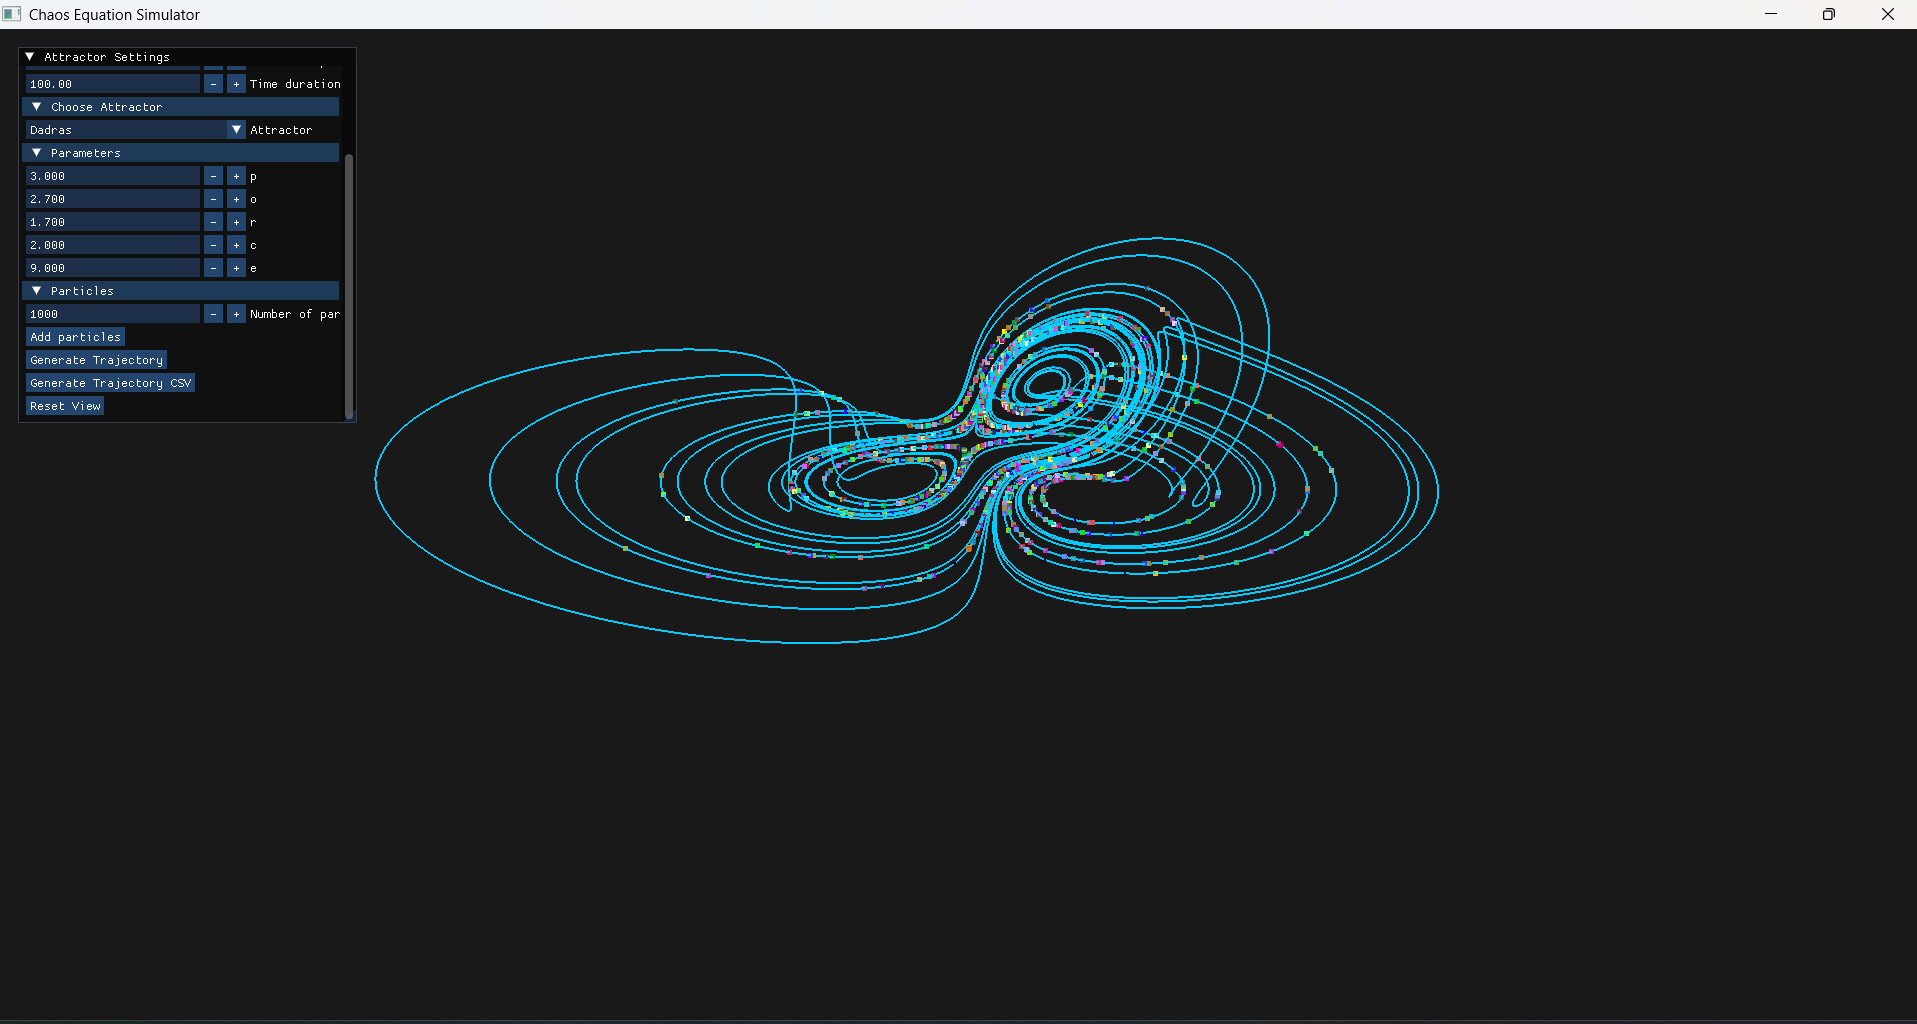 Chaos Equation Simulator
Attractor Settings
100.00 - + Time duration
Choose Attractor
Dadras Attractor
Parameters
3.000 - + p
2.700 - + o
1.700 - + r
2.000 - + c
9.000 - + e
Particles
1000 - + Number of par
Add particles
Generate Trajectory
Generate Trajectory CSV
Reset View